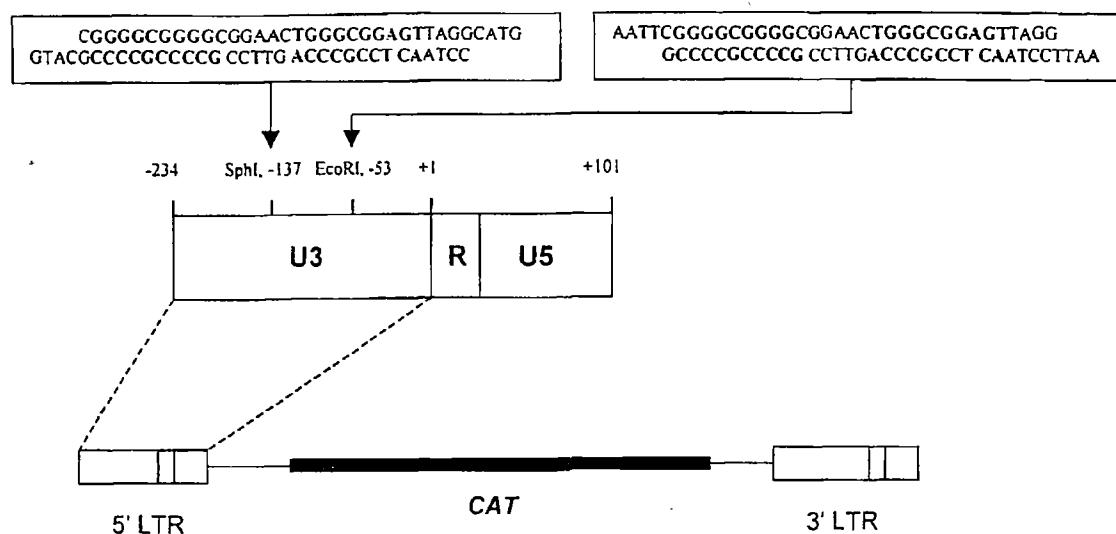 CGGGGCGGGGCGGAACTGGGCGGAGTTAGGCATG
GTACGCCCCGCCCCG CCTTG ACCCGCCT CAATCC
AATTCGGGGCGGGGCGGAACTGGGCGGAGTTAGG
GCCCCGCCCCG CCTTGACCCGCCT CAATCCTTAA
-234 SphI, -137 EcoRI, -53 +1 +101
U3 R U5
CAT
5' LTR 3' LTR